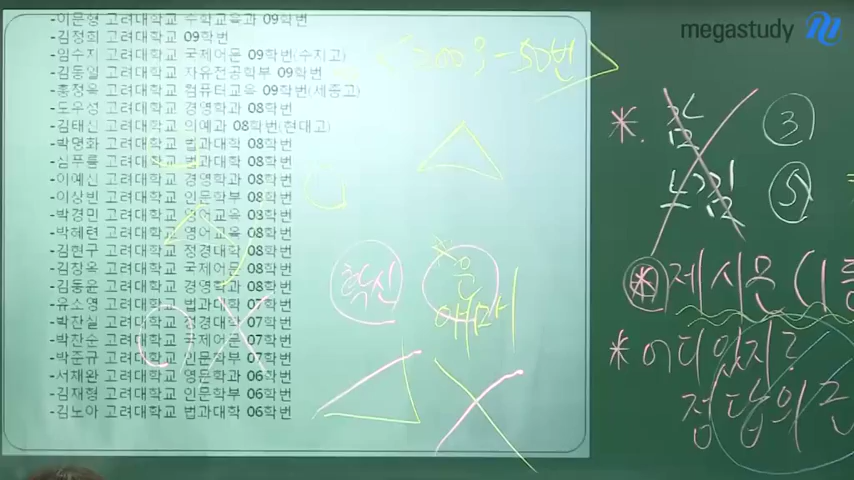 megastudy
-이문형 고려대학교 수학교육과 09학번
-김정희 고려대학교 09학번
-임수지 고려대학교 국제어문 09학번(수지고)
-김동일 고려대학교 자유전공학부 09학번
-홍정욱 고려대학교 컴퓨터교육 09학번(세종고)
-도우성 고려대학교 경영학과 08학번
-김태신 고려대학교 의예과 08학번(현대고)
-박명화 고려대학교 법과대학 08학번
-심푸름 고려대학교 법과대학 08학번
-이예신 고려대학교 경영학과 08학번
-이상빈 고려대학교 인문학부 08학번
-박경민 고려대학교 영어교육 08학번
-박혜련 고려대학교 영어교육 08학번
-김현구 고려대학교 정경대학 08학번
-김장옥 고려대학교 국제어문 08학번
-김동윤 고려대학교 경영학과 08학번
-유소영 고려대학교 법과대학 07학번
-박찬실 고려대학교 정경대학 07학번
-박찬순 고려대학교 국제어문 07학번
-박준규 고려대학교 인문학부 07학번
-서채완 고려대학교 영문학과 06학번
-김재형 고려대학교 인문학부 06학번
-김노아 고려대학교 법과대학 06학번
2003-50번
혁신
은
③
12
⑤
12
* 제시문 (1
* 어디있지?
정답의 근